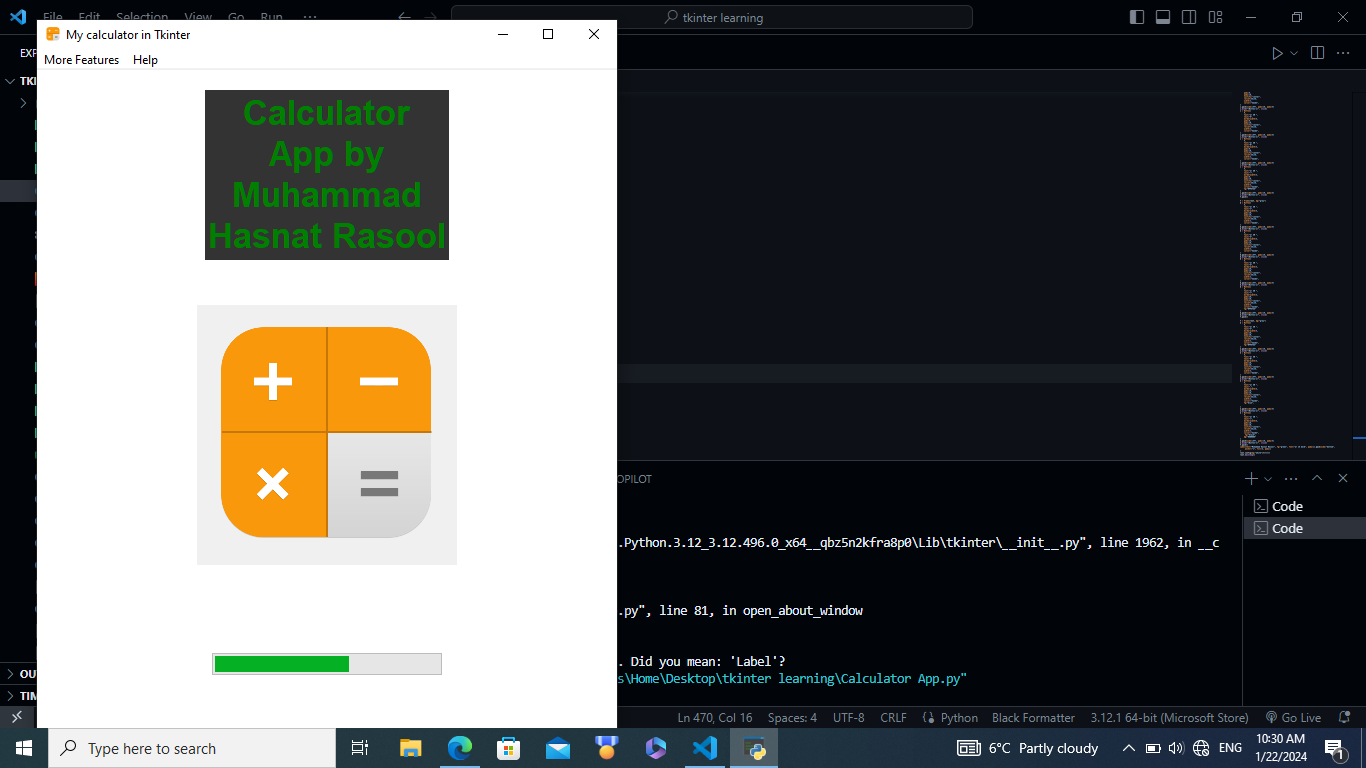 File Edit Selection View Go Run ...
tkinter learning
My calculator in Tkinter
More Features Help
Calculator
App by
Muhammad
Hasnat Rasool
+ −
× =
EXP
TKI
OU
TIM
OPILOT
Code
Code
.Python.3.12_3.12.496.0_x64__qbz5n2kfra8p0\Lib\tkinter\__init__.py", line 1962, in __c
.py", line 81, in open_about_window
. Did you mean: 'Label'?
s\Home\Desktop\tkinter learning\Calculator App.py"
Ln 470, Col 16 Spaces: 4 UTF-8 CRLF Python Black Formatter 3.12.1 64-bit (Microsoft Store) Go Live
Type here to search
6°C Partly cloudy
ENG
10:30 AM
1/22/2024
1